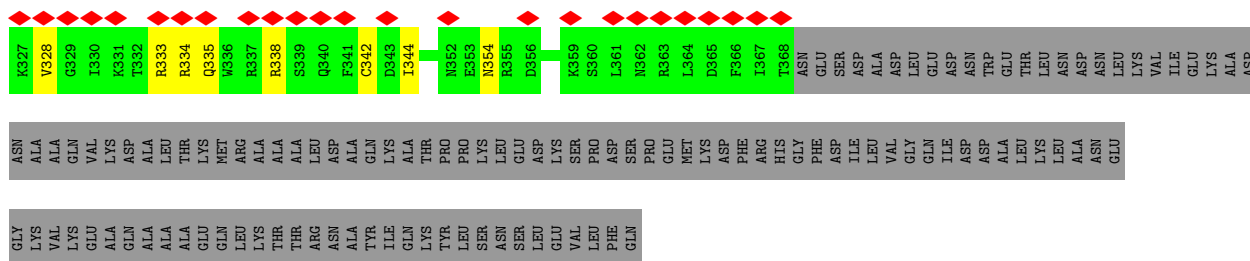 K327 V328 G329 I330 K331 T332 R333 R334 Q335 W336 R337 R338 S339 Q340 F341 C342 D343 I344 N352 E353 N354 R355 D356 K359 S360 L361 N362 R363 L364 D365 F366 I367 T368 ASN GLU SER ASP ALA ASP LEU GLU ASP ASN TRP GLU THR LEU ASN ASP ASN LEU LYS VAL ILE GLU LYS ALA ASP
ASN ALA ALA GLN VAL LYS ASP ALA LEU THR LYS MET ARG ALA ALA ALA LEU ASP ALA GLN LYS ALA THR PRO PRO LYS LEU GLU ASP LYS SER PRO ASP SER PRO GLU MET LYS ASP PHE ARG HIS GLY PHE ASP ILE LEU VAL GLY GLN ILE ASP ASP ALA LEU LYS LEU ALA ASN GLU
GLY LYS VAL LYS GLU ALA GLN ALA ALA ALA GLU GLN LEU LYS THR THR ARG ASN ALA TYR ILE GLN LYS TYR LEU SER ASN SER LEU GLU VAL LEU PHE GLN